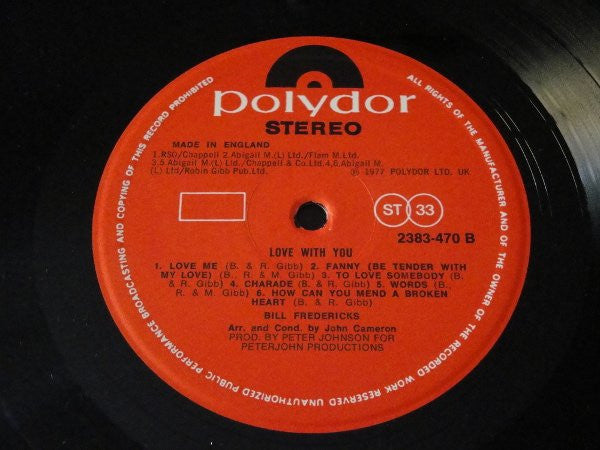 polydor
STEREO
MADE IN ENGLAND
1.RSO/Chappell 2.Abigail M.(L) Ltd./Flam M.Ltd.
3.5 Abigail M.(L) Ltd./Chappell & Co.Ltd.4,6.Abigail M.
(L) Ltd/Robin Gibb Pub.Ltd.
℗ 1977 POLYDOR LTD. UK
ST 33
2383-470 B
LOVE WITH YOU
1. LOVE ME (B. & R. Gibb) 2. FANNY (BE TENDER WITH
MY LOVE) (B., R. & M. Gibb) 3. TO LOVE SOMEBODY (B. &
R. Gibb) 4. CHARADE (B. & R. Gibb) 5. WORDS (B.,
R. & M. Gibb) 6. HOW CAN YOU MEND A BROKEN
HEART (B. & R. Gibb)
BILL FREDERICKS
Arr. and Cond. by John Cameron
PROD. BY PETER JOHNSON FOR
PETERJOHN PRODUCTIONS
ALL RIGHTS OF THE MANUFACTURER AND OF THE OWNER OF THE RECORDED WORK RESERVED UNAUTHORIZED PUBLIC PERFORMANCE BROADCASTING AND COPYING OF THIS RECORD PROHIBITED